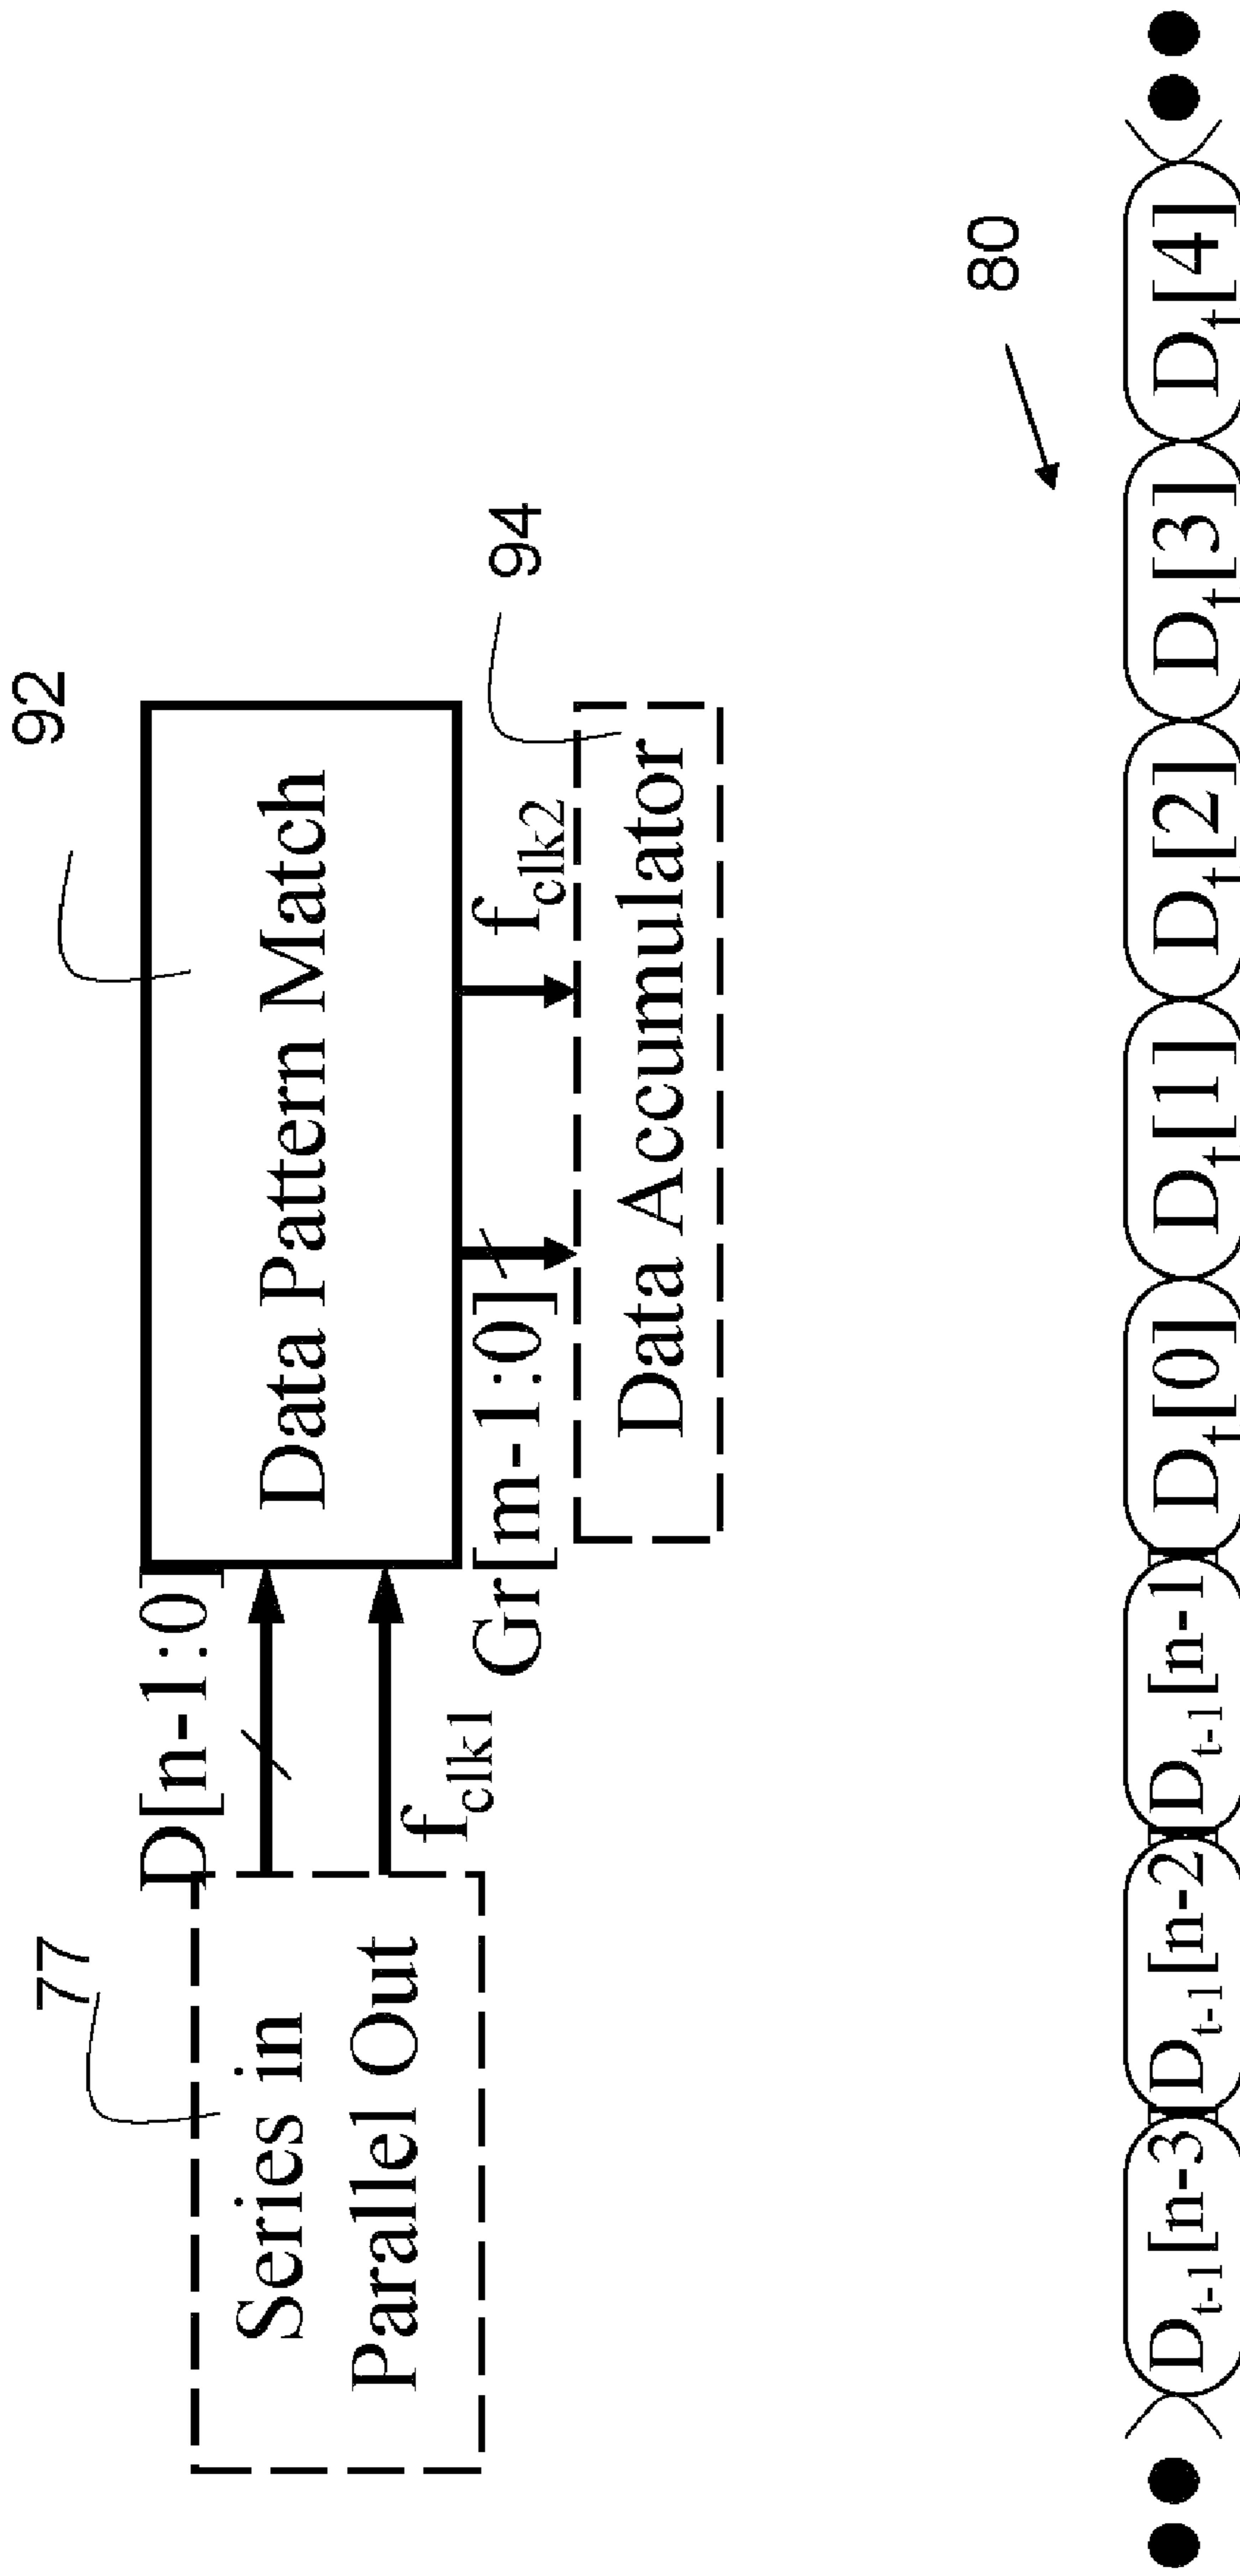 92
77
D[n-1:0]
Series in
Parallel Out
Data Pattern Match
f_clk1
Gr[m-1:0]
f_clk2
94
Data Accumulator
80
D_t-1[n-3] D_t-1[n-2] D_t-1[n-1] D_t[0] D_t[1] D_t[2] D_t[3] D_t[4]